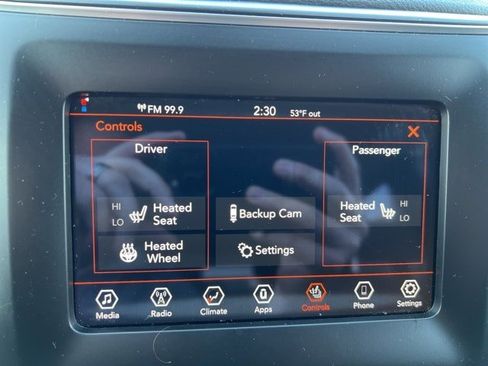 FM 99.9 2:30 53°F out
Controls
Driver
Passenger
HI
LO
Heated
Seat
Backup Cam
Heated
Seat
HI
LO
Heated
Wheel
Settings
Media
Radio
Climate
Apps
Controls
Phone
Settings